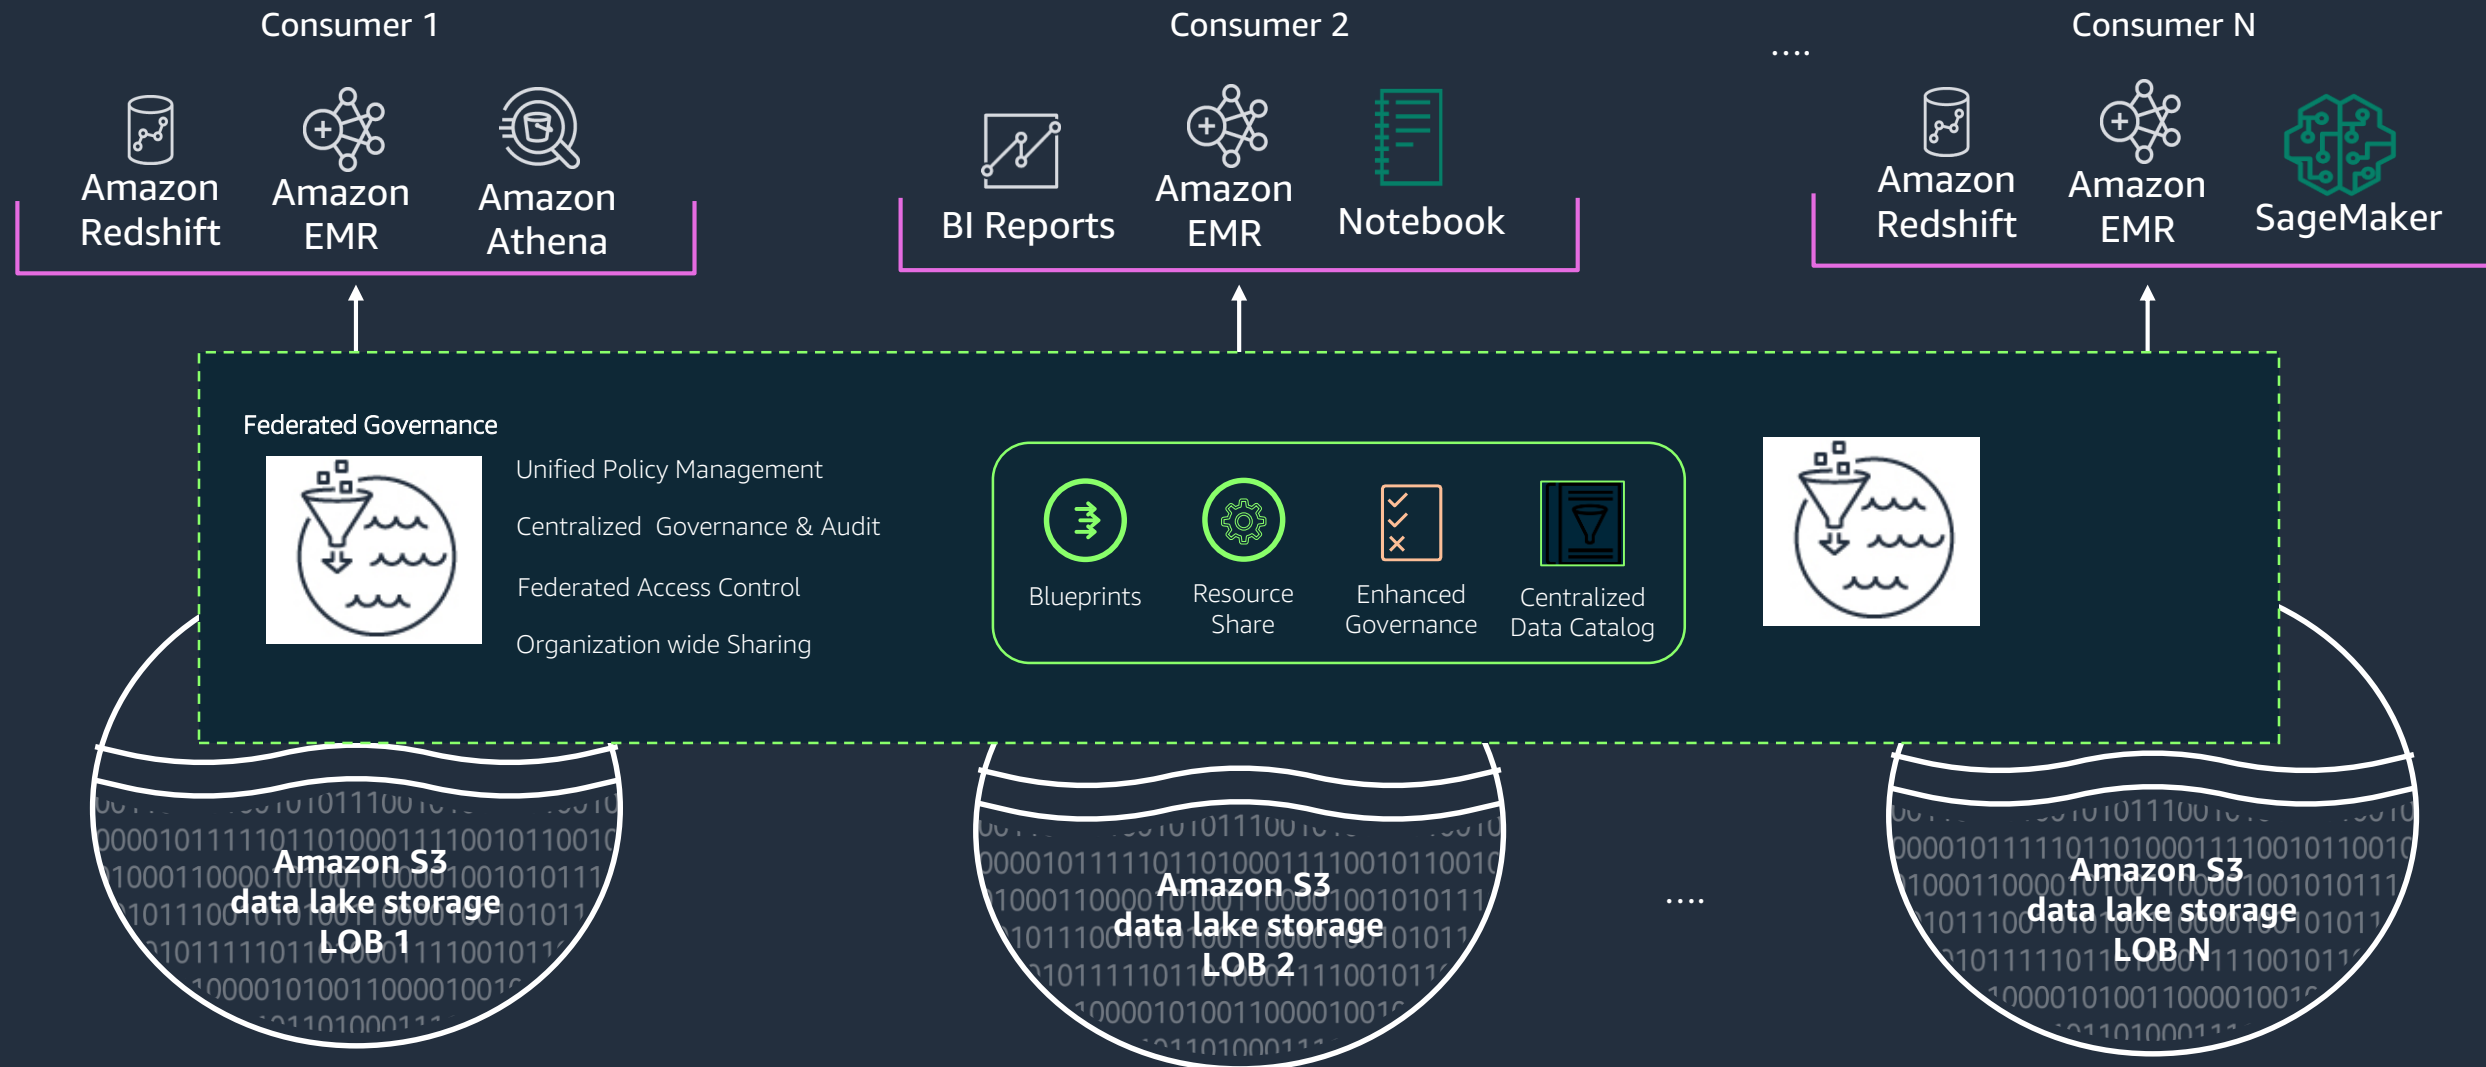 Consumer 1
Consumer 2
....
Consumer N
Amazon
Redshift
Amazon
EMR
Amazon
Athena
BI Reports
Amazon
EMR
Notebook
Amazon
Redshift
Amazon
EMR
SageMaker
Federated Governance
Unified Policy Management
Centralized  Governance & Audit
Federated Access Control
Organization wide Sharing
Blueprints
Resource
Share
Enhanced
Governance
Centralized
Data Catalog
Amazon S3
data lake storage
LOB 1
Amazon S3
data lake storage
LOB 2
....
Amazon S3
data lake storage
LOB N